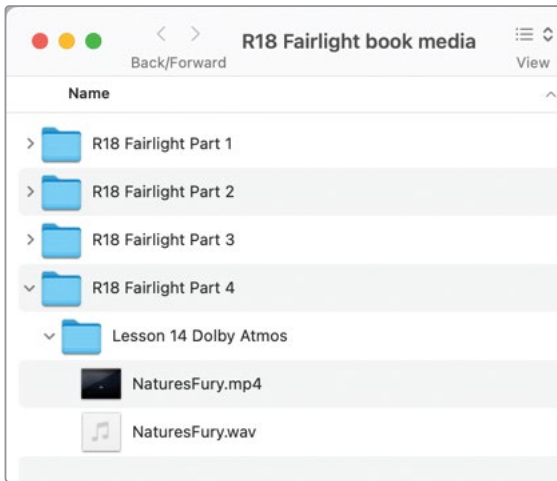 R18 Fairlight book media
Back/Forward
View
Name
R18 Fairlight Part 1
R18 Fairlight Part 2
R18 Fairlight Part 3
R18 Fairlight Part 4
Lesson 14 Dolby Atmos
NaturesFury.mp4
NaturesFury.wav